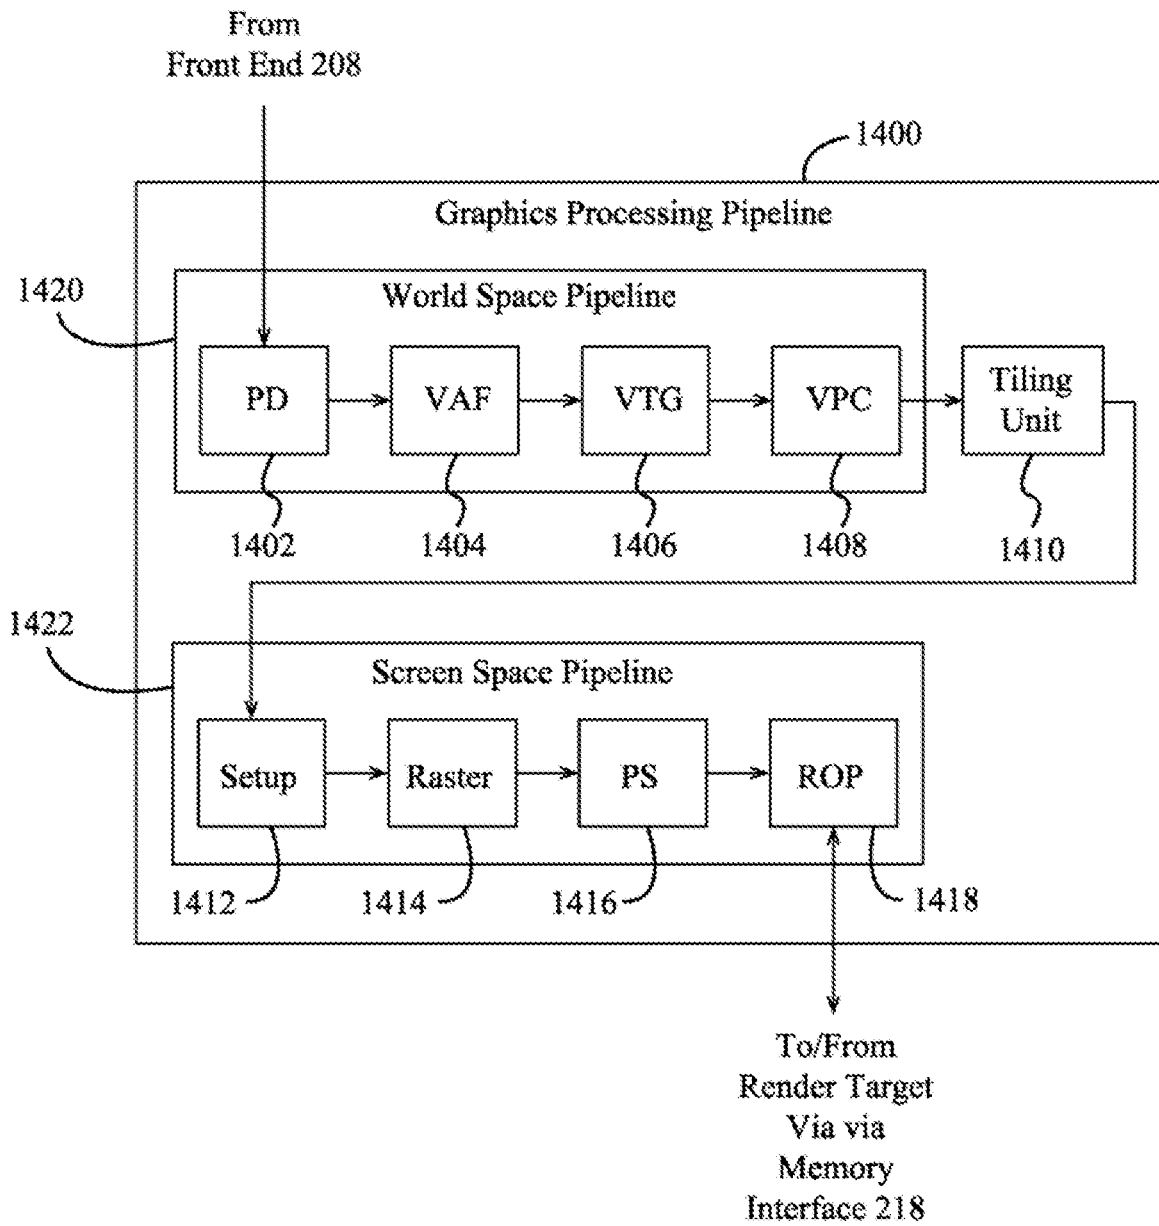 From
Front End 208
1400
Graphics Processing Pipeline
1420
World Space Pipeline
PD
VAF
VTG
VPC
Tiling
Unit
1402
1404
1406
1408
1410
1422
Screen Space Pipeline
Setup
Raster
PS
ROP
1412
1414
1416
1418
To/From
Render Target
Via via
Memory
Interface 218